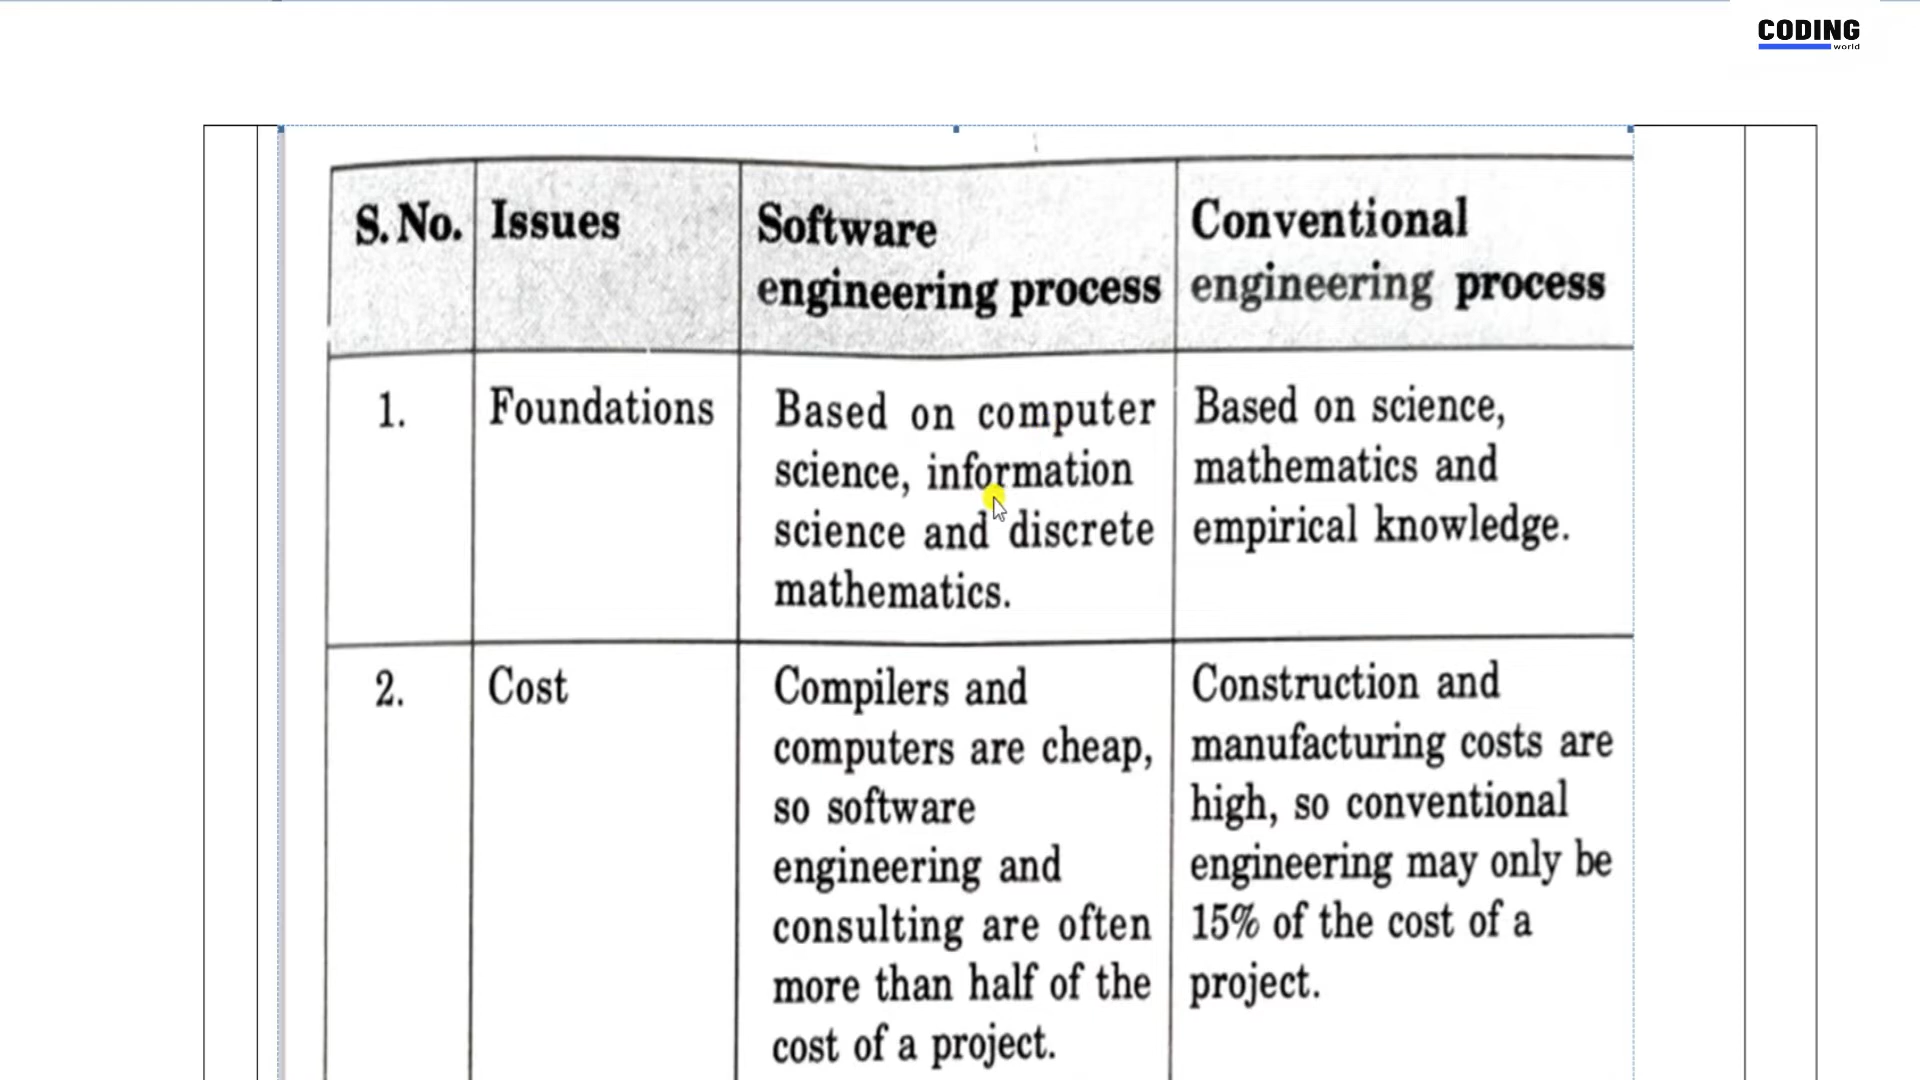 CODING
world
S. No. Issues Software engineering process Conventional engineering process
1. Foundations
Based on computer
science, information
science and discrete
mathematics.
Based on science,
mathematics and
empirical knowledge.
2. Cost
Compilers and
computers are cheap,
so software
engineering and
consulting are often
more than half of the
cost of a project.
Construction and
manufacturing costs are
high, so conventional
engineering may only be
15% of the cost of a
project.